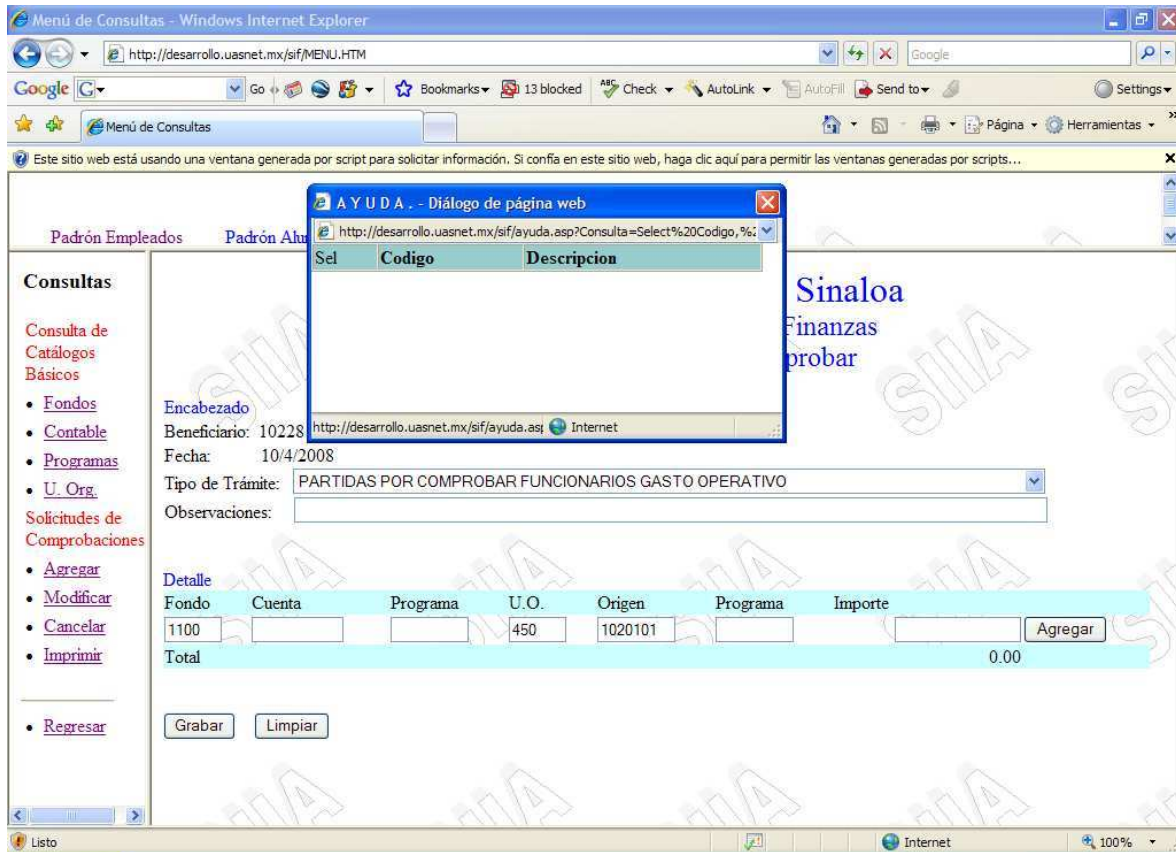 Menú de Consultas - Windows Internet Explorer
http://desarrollo.uasnet.mx/sif/MENU.HTM
Google
Google G Go Bookmarks 13 blocked Check AutoLink AutoFill Send to Settings
Menú de Consultas Página Herramientas
Este sitio web está usando una ventana generada por script para solicitar información. Si confía en este sitio web, haga clic aquí para permitir las ventanas generadas por scripts...
Padrón Empleados Padrón Alu
A Y U D A . - Diálogo de página web
http://desarrollo.uasnet.mx/sif/ayuda.asp?Consulta=Select%20Codigo,%2
Sel Codigo Descripcion
http://desarrollo.uasnet.mx/sif/ayuda.asp Internet
Consultas
Consulta de
Catálogos
Básicos
Fondos
Contable
Programas
U. Org.
Solicitudes de
Comprobaciones
Agregar
Modificar
Cancelar
Imprimir
Regresar
Sinaloa
Finanzas
probar
Encabezado
Beneficiario: 10228
Fecha: 10/4/2008
Tipo de Trámite: PARTIDAS POR COMPROBAR FUNCIONARIOS GASTO OPERATIVO
Observaciones:
Detalle
Fondo Cuenta Programa U.O. Origen Programa Importe
1100 450 1020101 Agregar
Total 0.00
Grabar Limpiar
SIIA
Listo Internet 100%